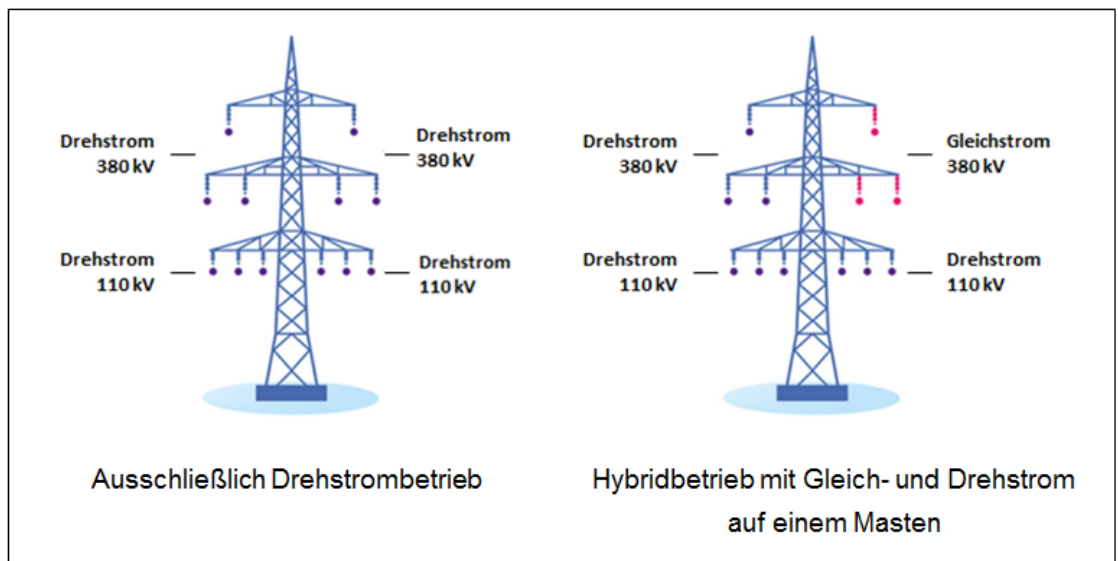 Drehstrom
380 kV
Drehstrom
380 kV
Drehstrom
110 kV
Drehstrom
110 kV
Ausschließlich Drehstrombetrieb
Drehstrom
380 kV
Gleichstrom
380 kV
Drehstrom
110 kV
Drehstrom
110 kV
Hybridbetrieb mit Gleich- und Drehstrom
auf einem Masten